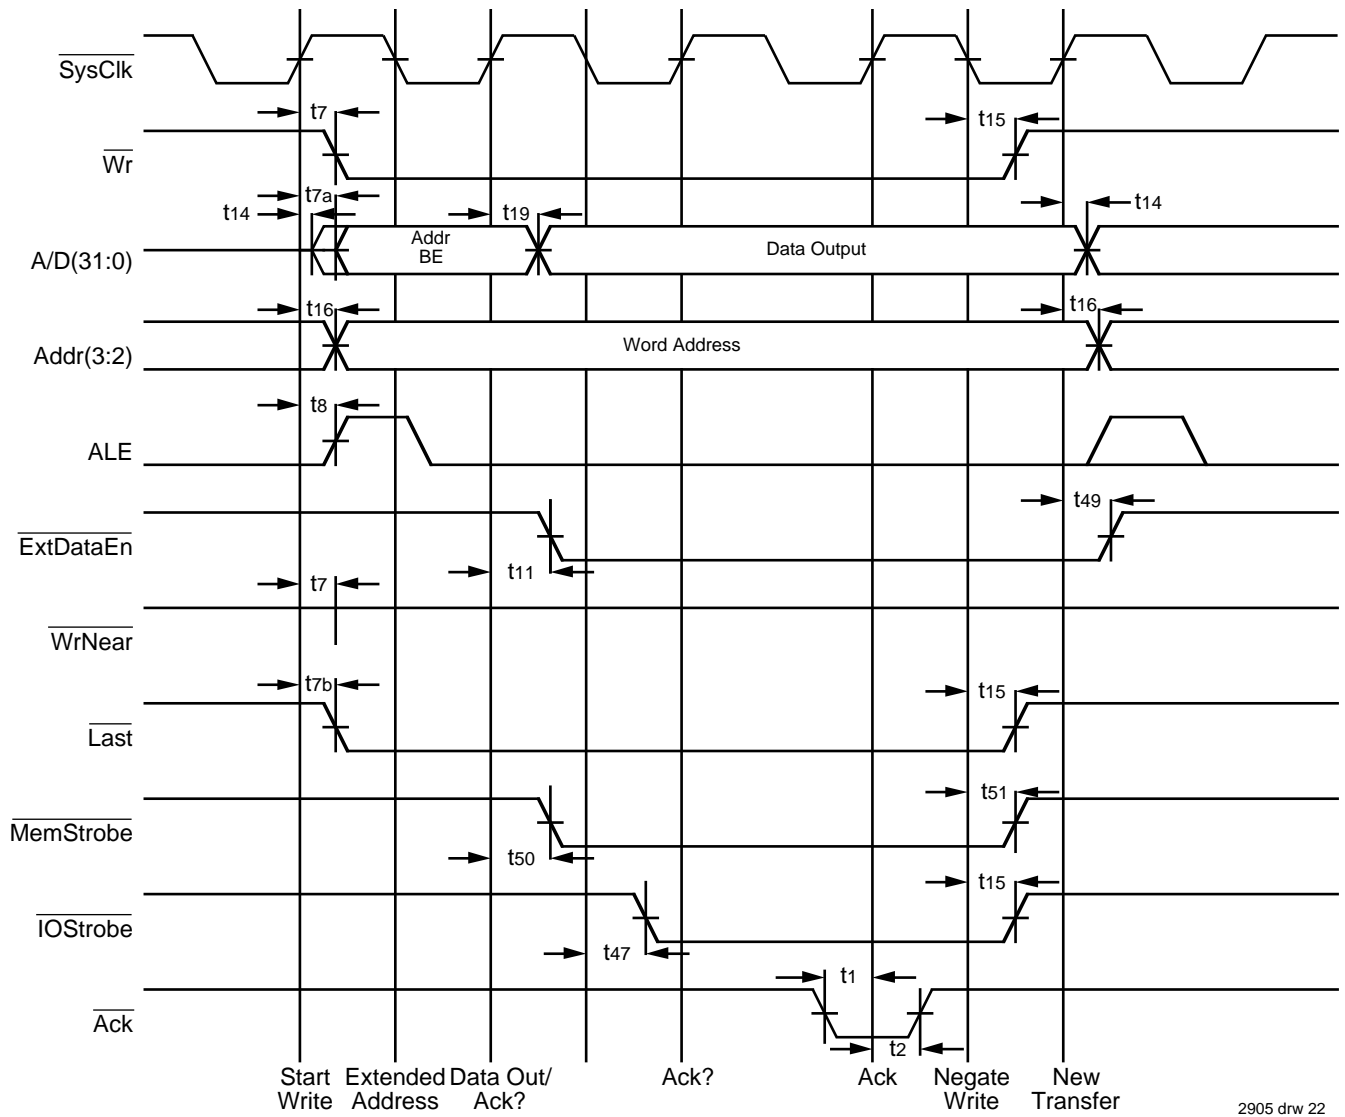 SysClk
t7
t15
Wr
t7a
t14
t19
t14
A/D(31:0)
Addr
BE
Data Output
t16
t16
Addr(3:2)
Word Address
t8
ALE
t49
ExtDataEn
t11
t7
WrNear
t7b
t15
Last
t51
MemStrobe
t50
t15
IOStrobe
t47
t1
Ack
t2
Start
Write
Extended
Address
Data Out/
Ack?
Ack?
Ack
Negate
Write
New
Transfer
2905 drw 22